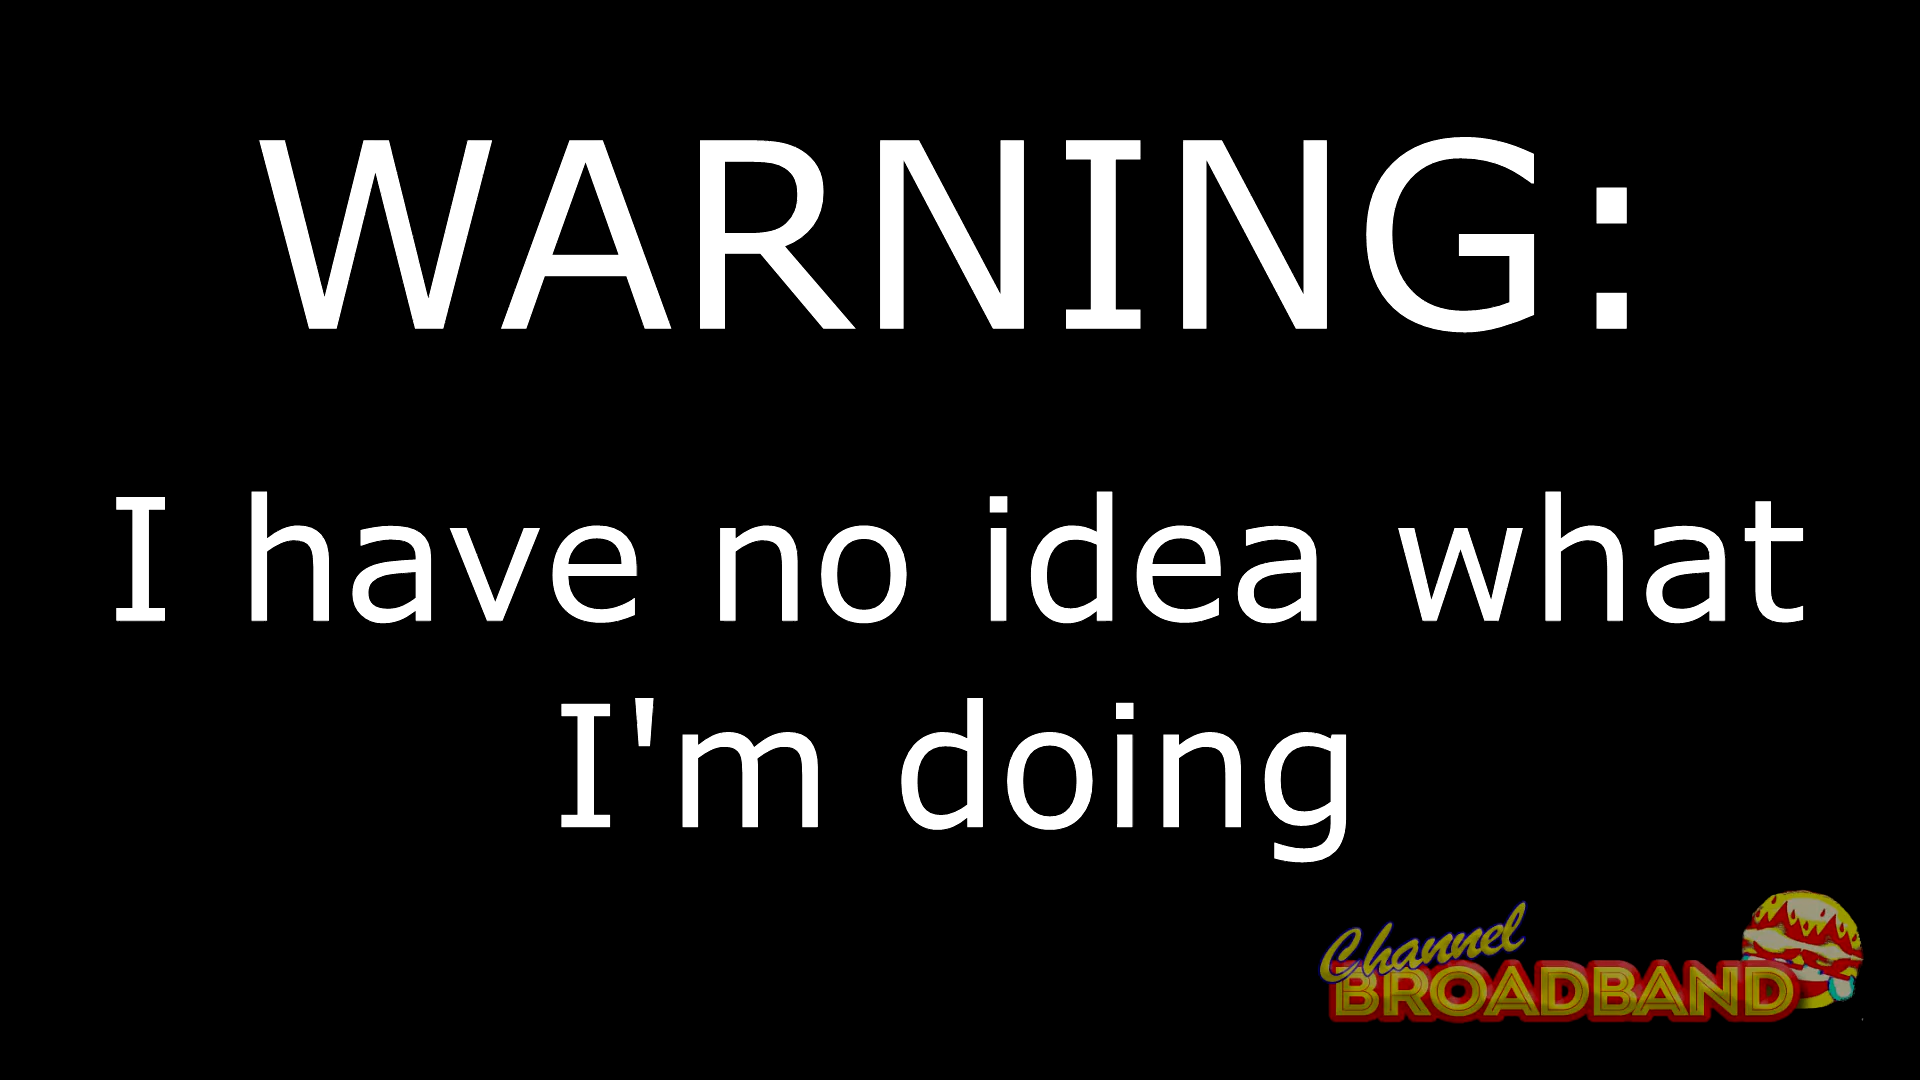 WARNING:
I have no idea what
I'm doing
Channel
BROADBAND